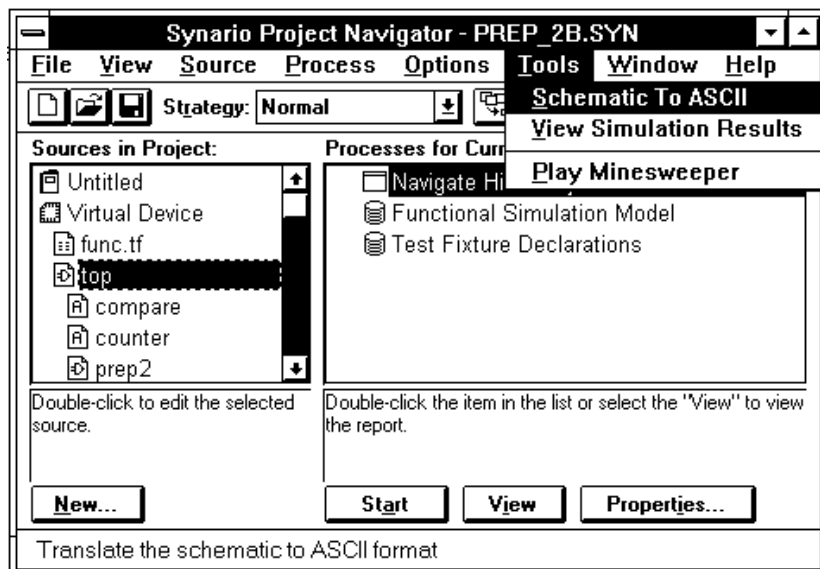 Synario Project Navigator - PREP_2B.SYN
File View Source Process Options Tools Window Help
Strategy: Normal
Schematic To ASCII
View Simulation Results
Play Minesweeper
Sources in Project:
Untitled
Virtual Device
func.tf
top
compare
counter
prep2
Double-click to edit the selected
source.
New...
Processes for Curr
Navigate Hi
Functional Simulation Model
Test Fixture Declarations
Double-click the item in the list or select the "View" to view
the report.
Start View Properties...
Translate the schematic to ASCII format